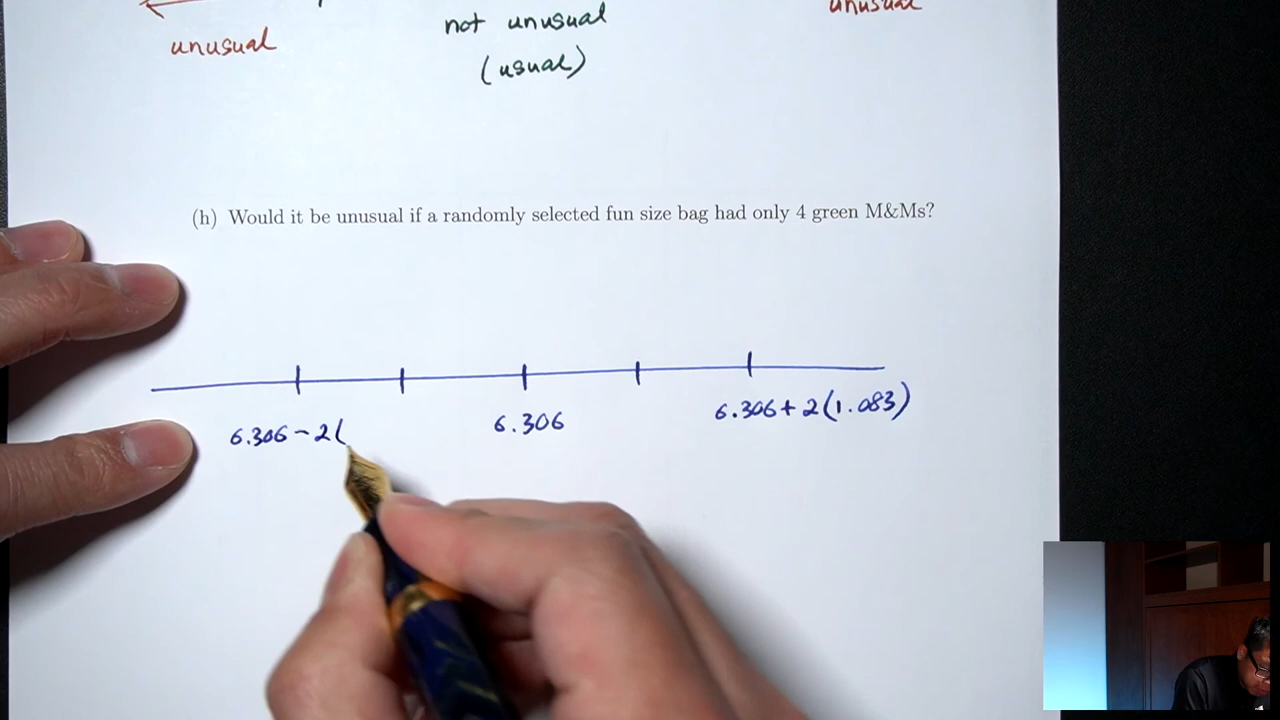 unusual
not unusual
(usual)
unusual
(h) Would it be unusual if a randomly selected fun size bag had only 4 green M&Ms?
6.306 - 2(
6.306
6.306 + 2(1.083)